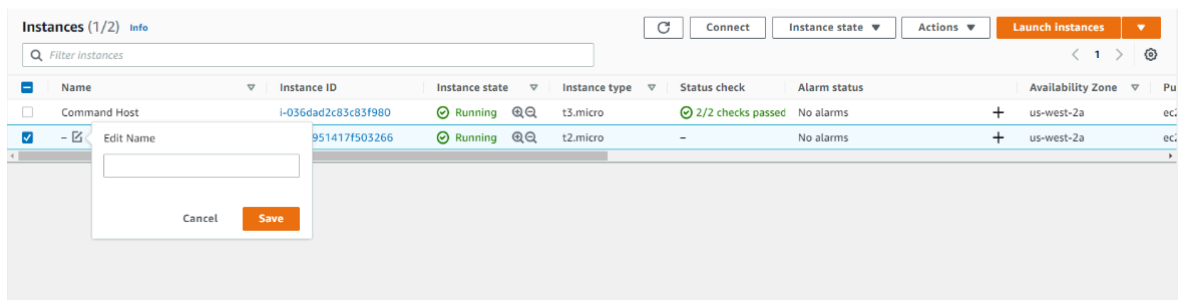 Instances (1/2) Info Connect Instance state Actions Launch instances
Filter instances 1
Name Instance ID Instance state Instance type Status check Alarm status Availability Zone Pu
Command Host i-036dad2c83c83f980 Running t3.micro 2/2 checks passed No alarms + us-west-2a ec2
– 951417f503266 Running t2.micro – No alarms + us-west-2a ec2
Edit Name
Cancel Save